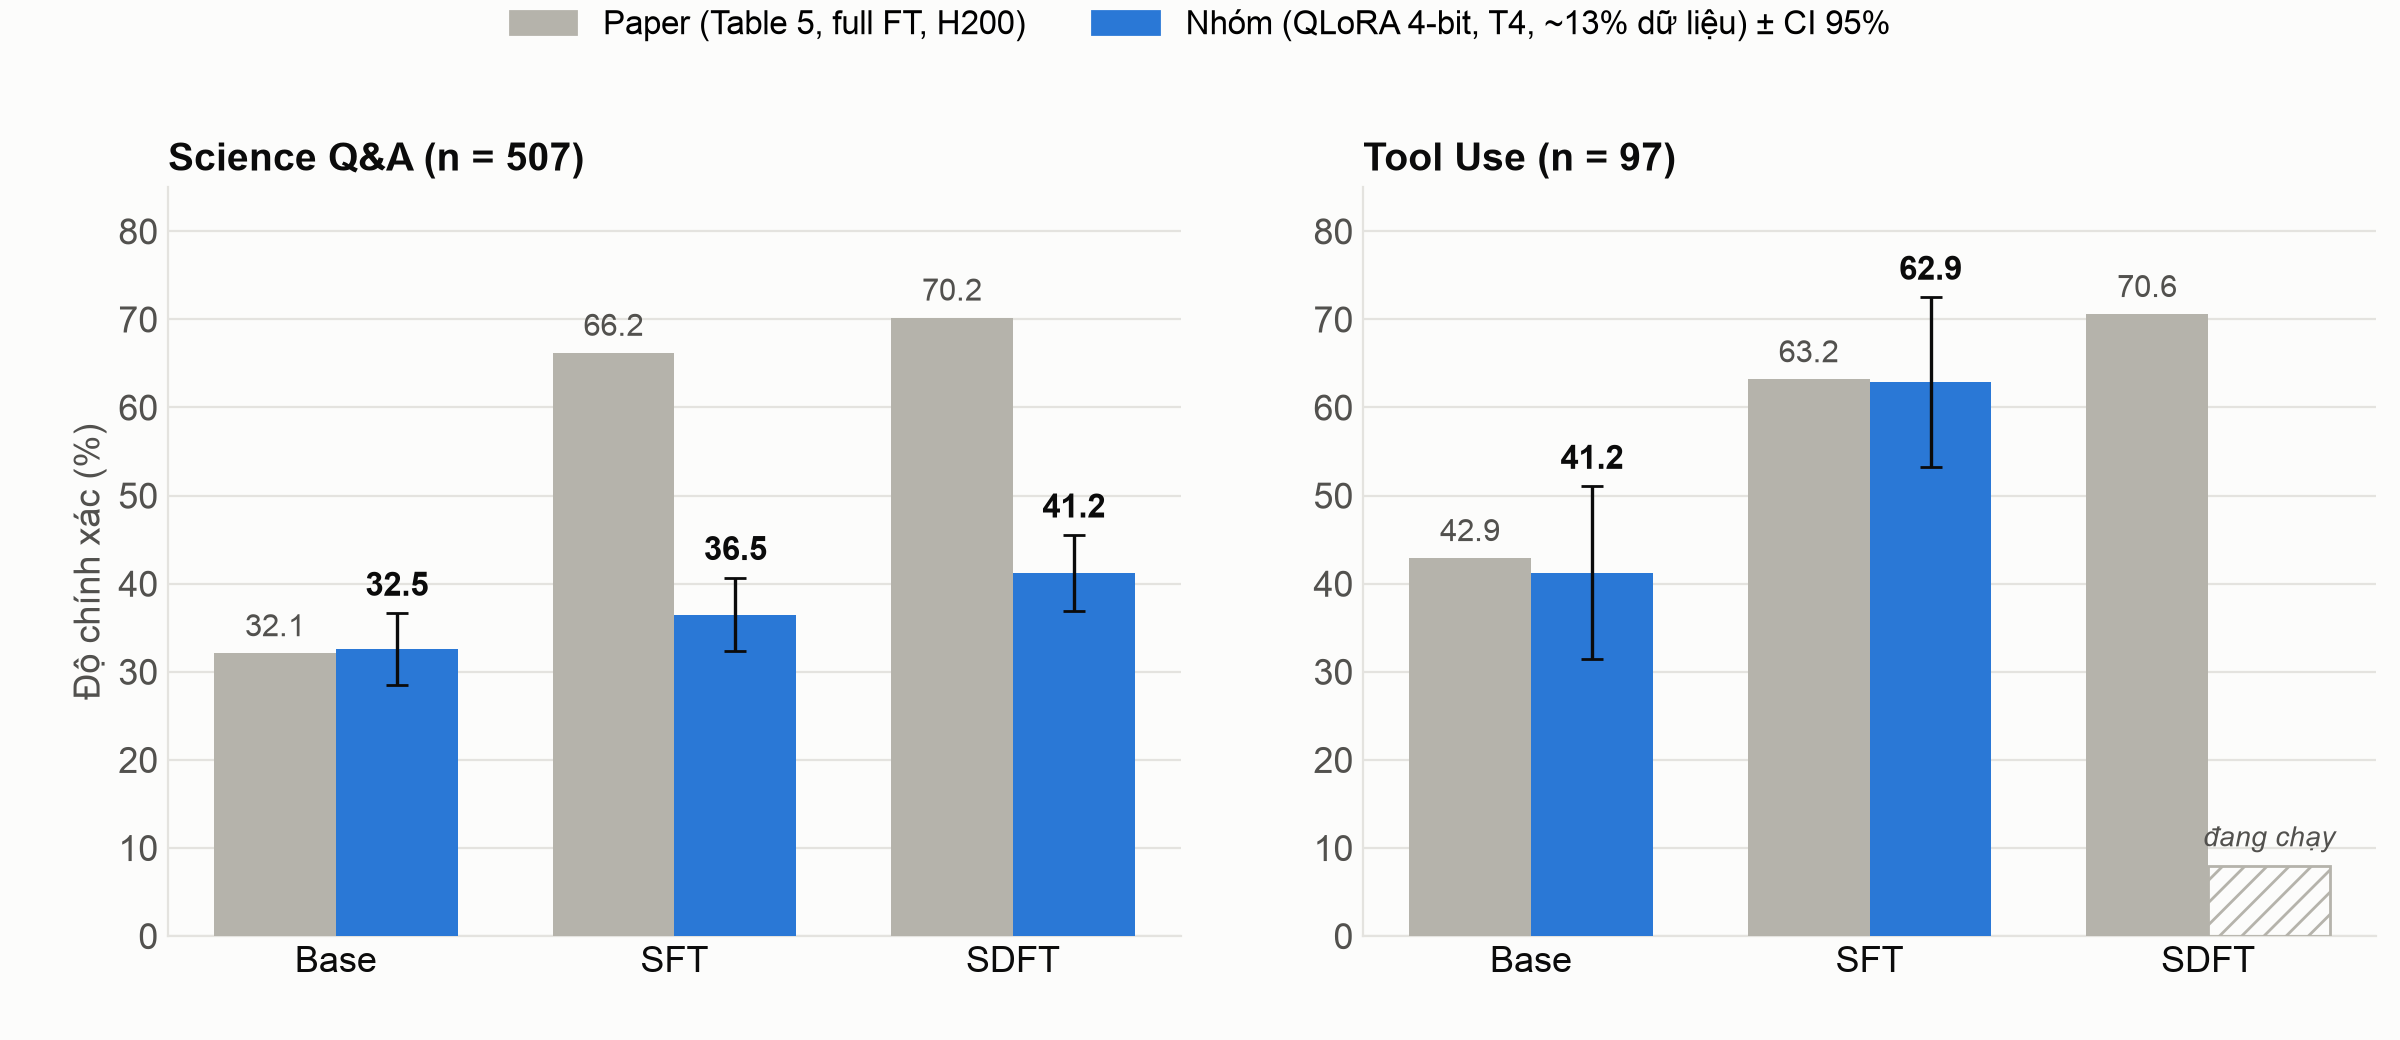 Paper (Table 5, full FT, H200)
Nhóm (QLoRA 4-bit, T4, ~13% dữ liệu) ± CI 95%
Science Q&A (n = 507)
Độ chính xác (%)
80
70
60
50
40
30
20
10
0
32.1
32.5
66.2
36.5
70.2
41.2
Base
SFT
SDFT
Tool Use (n = 97)
80
70
60
50
40
30
20
10
0
42.9
41.2
63.2
62.9
70.6
đang chạy
Base
SFT
SDFT